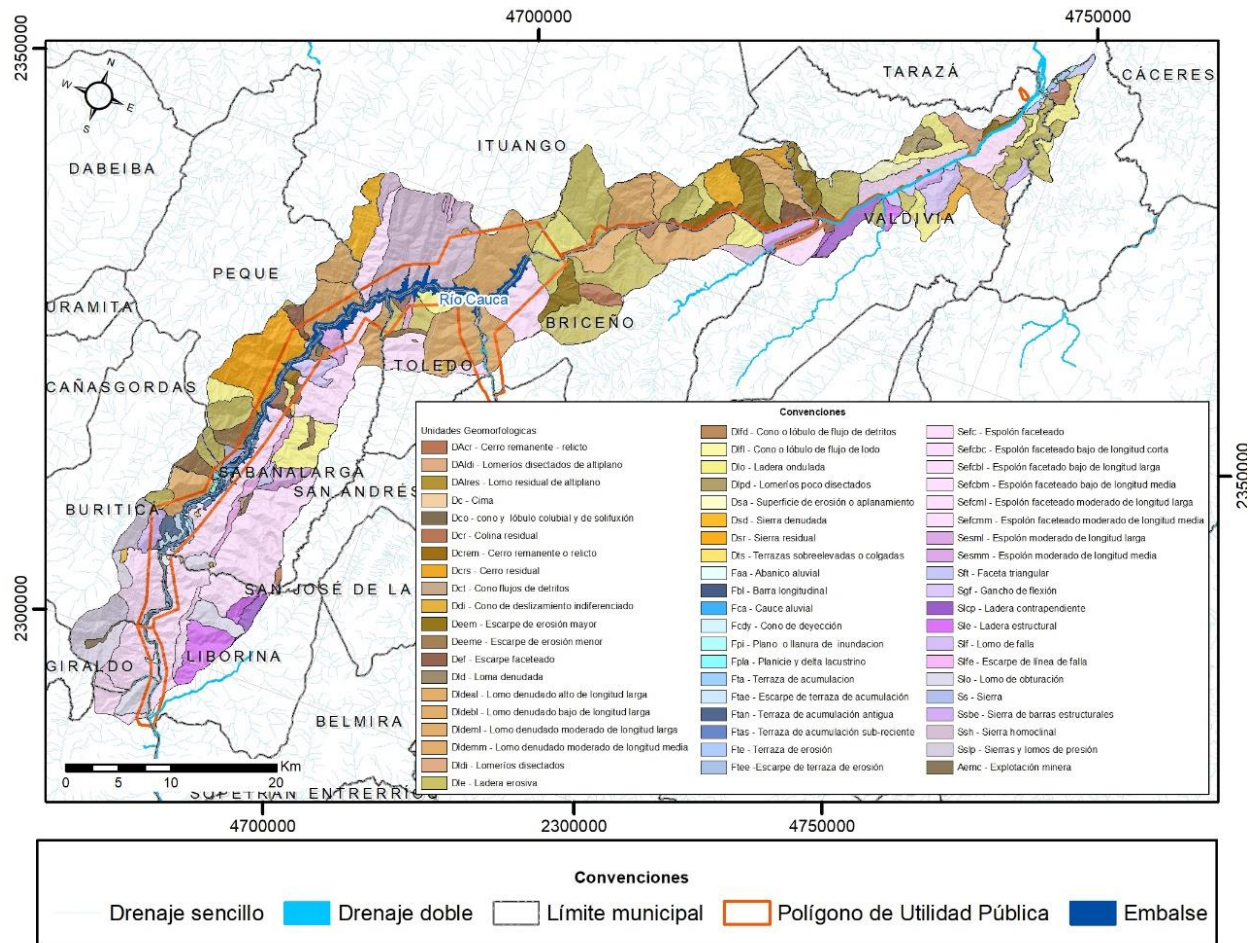 4700000
4750000
2350000
N
W
E
S
TARAZÁ
CÁCERES
ITUANGO
DABEIBA
VALDIVIA
PEQUE
Río Cauca
URAMITA
BRICEÑO
TOLEDO
CAÑASGORDAS
SABANALARGA
SAN ANDRÉS
BURITICÁ
2350000
SAN JOSÉ DE LA
2300000
GIRALDO
LIBORINA
BELMIRA
Km
0 5 10 20
SUPETRÁN ENTRERRÍOS
Convenciones
Unidades Geomorfologicas
DAcr - Cerro remanente - relicto
DAldi - Lomeríos disectados de altiplano
DAlres - Lomo residual de altiplano
Dc - Cima
Dco - cono y lóbulo colubial y de solifuxión
Dcr - Colina residual
Dcrem - Cerro remanente o relicto
Dcrs - Cerro residual
Dct - Cono flujos de detritos
Ddi - Cono de deslizamiento indiferenciado
Deem - Escarpe de erosión mayor
Deeme - Escarpe de erosión menor
Def - Escarpe faceteado
Dld - Loma denudada
Dldeal - Lomo denudado alto de longitud larga
Dldebl - Lomo denudado bajo de longitud larga
Dldeml - Lomo denudado moderado de longitud larga
Dldemm - Lomo denudado moderado de longitud media
Dldi - Lomeríos disectados
Dle - Ladera erosiva
Dlfd - Cono o lóbulo de flujo de detritos
Dlfl - Cono o lóbulo de flujo de lodo
Dlo - Ladera ondulada
Dlpd - Lomeríos poco disectados
Dsa - Superficie de erosión o aplanamiento
Dsd - Sierra denudada
Dsr - Sierra residual
Dts - Terrazas sobreelevadas o colgadas
Faa - Abanico aluvial
Fbl - Barra longitudinal
Fca - Cauce aluvial
Fcdy - Cono de deyección
Fpi - Plano o llanura de inundacion
Fpla - Planicie y delta lacustrino
Fta - Terraza de acumulacion
Ftae - Escarpe de terraza de acumulación
Ftan - Terraza de acumulación antigua
Ftas - Terraza de acumulación sub-reciente
Fte - Terraza de erosión
Ftee -Escarpe de terraza de erosión
Sefc - Espolón faceteado
Sefcbc - Espolón faceteado bajo de longitud corta
Sefcbl - Espolón facetado bajo de longitud larga
Sefcbm - Espolón faceteado bajo de longitud media
Sefcml - Espolón faceteado moderado de longitud larga
Sefcmm - Espolón faceteado moderado de longitud media
Sesml - Espolón moderado de longitud larga
Sesmm - Espolón moderado de longitud media
Sft - Faceta triangular
Sgf - Gancho de flexión
Slcp - Ladera contrapendiente
Sle - Ladera estructural
Slf - Lomo de falla
Slfe - Escarpe de línea de falla
Slo - Lomo de obturación
Ss - Sierra
Ssbe - Sierra de barras estructurales
Ssh - Sierra homoclinal
Sslp - Sierras y lomos de presión
Aemc - Explotación minera
4700000
2300000
4750000
Convenciones
Drenaje sencillo
Drenaje doble
Límite municipal
Polígono de Utilidad Pública
Embalse